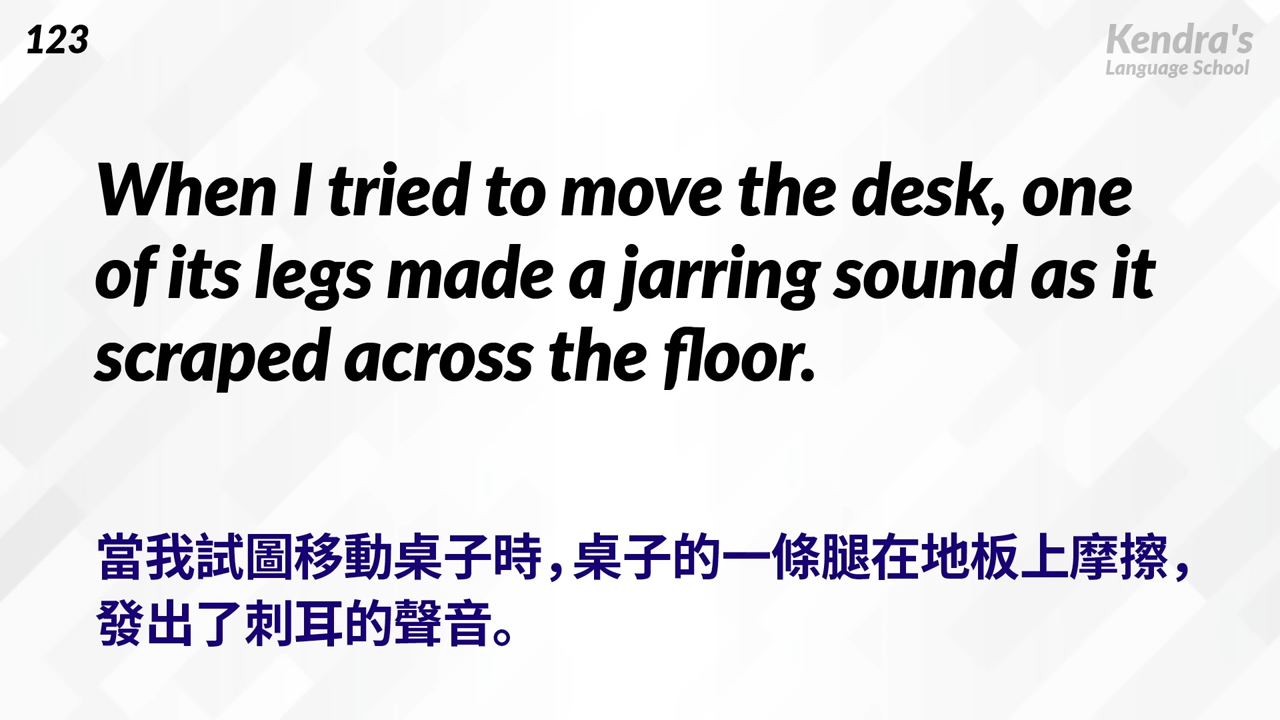 123
Kendra's
Language School
When I tried to move the desk, one
of its legs made a jarring sound as it
scraped across the floor.
當我試圖移動桌子時，桌子的一條腿在地板上摩擦，
發出了刺耳的聲音。